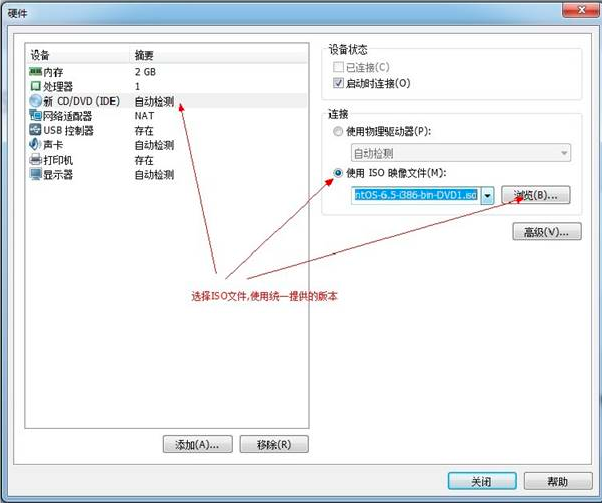 硬件
设备 摘要
内存 2 GB
处理器 1
新 CD/DVD (IDE) 自动检测
网络适配器 NAT
USB 控制器 存在
声卡 自动检测
打印机 存在
显示器 自动检测
添加(A)... 移除(R)
设备状态
已连接(C)
启动时连接(O)
连接
使用物理驱动器(P):
自动检测
使用 ISO 映像文件(M):
ntOS-6.5-i386-bin-DVD1.iso 浏览(B)...
高级(V)...
选择ISO文件,使用统一提供的版本
关闭 帮助